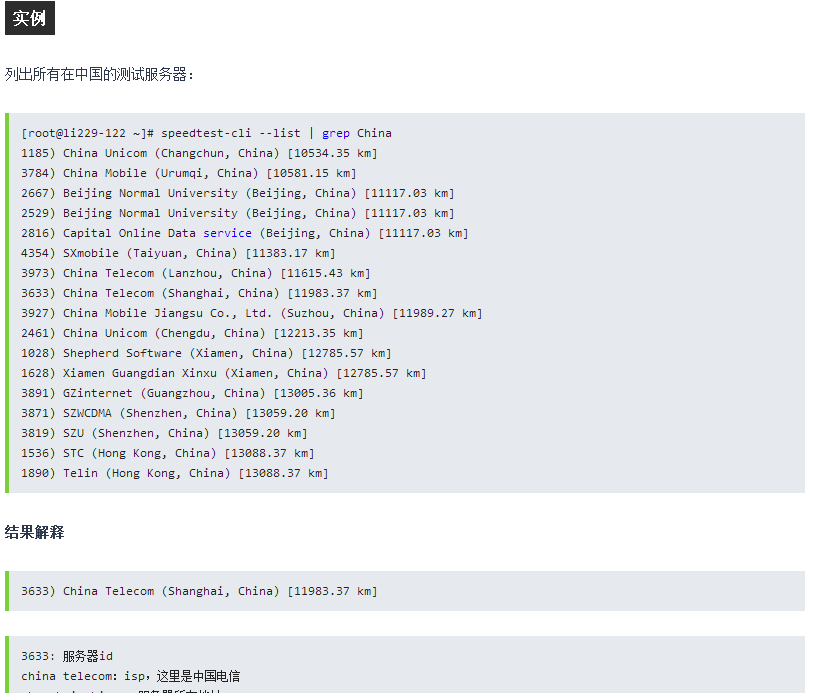 实例
列出所有在中国的测试服务器：
[root@li229-122 ~]# speedtest-cli --list | grep China
1185) China Unicom (Changchun, China) [10534.35 km]
3784) China Mobile (Urumqi, China) [10581.15 km]
2667) Beijing Normal University (Beijing, China) [11117.03 km]
2529) Beijing Normal University (Beijing, China) [11117.03 km]
2816) Capital Online Data service (Beijing, China) [11117.03 km]
4354) SXmobile (Taiyuan, China) [11383.17 km]
3973) China Telecom (Lanzhou, China) [11615.43 km]
3633) China Telecom (Shanghai, China) [11983.37 km]
3927) China Mobile Jiangsu Co., Ltd. (Suzhou, China) [11989.27 km]
2461) China Unicom (Chengdu, China) [12213.35 km]
1028) Shepherd Software (Xiamen, China) [12785.57 km]
1628) Xiamen Guangdian Xinxu (Xiamen, China) [12785.57 km]
3891) GZinternet (Guangzhou, China) [13005.36 km]
3871) SZWCDMA (Shenzhen, China) [13059.20 km]
3819) SZU (Shenzhen, China) [13059.20 km]
1536) STC (Hong Kong, China) [13088.37 km]
1890) Telin (Hong Kong, China) [13088.37 km]
结果解释
3633) China Telecom (Shanghai, China) [11983.37 km]
3633: 服务器id
china telecom：isp，这里是中国电信